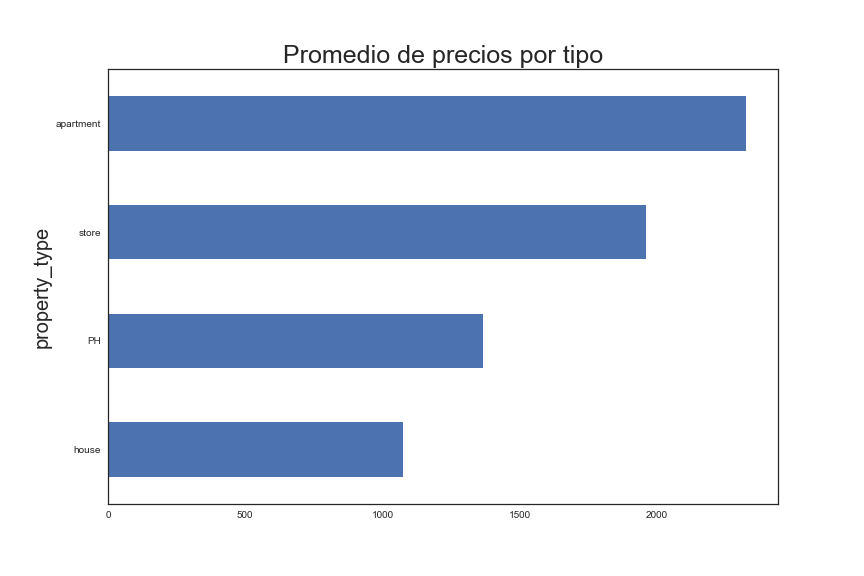 Promedio de precios por tipo
property_type
apartment
store
PH
house
0 500 1000 1500 2000